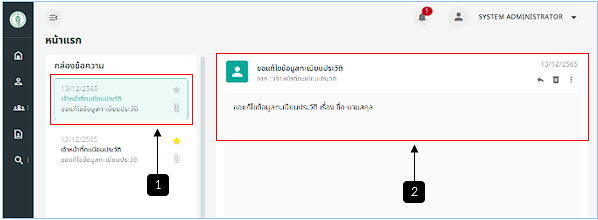 1
SYSTEM ADMINISTRATOR
หน้าแรก
กล่องข้อความ
13/12/2565
เจ้าหน้าที่ทะเบียนประวัติ
ขอแก้ไขข้อมูลทะเบียนประวัติ
13/12/2565
เจ้าหน้าที่ทะเบียนประวัติ
ขอแก้ไขข้อมูลทะเบียนประวัติ
1
ขอแก้ไขข้อมูลทะเบียนประวัติ
13/12/2565
จาก : เจ้าหน้าที่ทะเบียนประวัติ
ขอแก้ไขข้อมูลทะเบียนประวัติ เรื่อง ชื่อ-นามสกุล
2